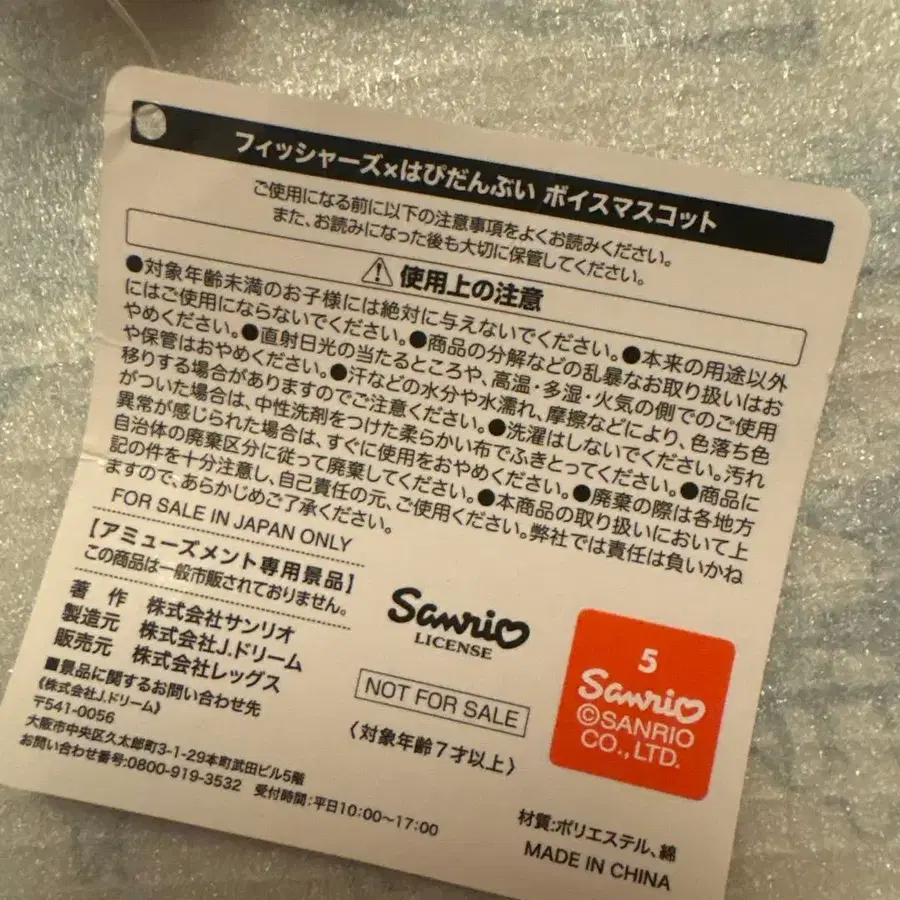 フィッシャーズ×はぴだんぶい ボイスマスコット
ご使用になる前に以下の注意事項をよくお読みください。
また、お読みになった後も大切に保管してください。
⚠ 使用上の注意
●対象年齢未満のお子様には絶対に与えないでください。●本来の用途以外
にはご使用にならないでください。●商品の分解などの乱暴なお取り扱いはお
やめください。●直射日光の当たるところや、高温・多湿・火気の側でのご使用
や保管はおやめください。●汗などの水分や水濡れ、摩擦などにより、色落ち色
移りする場合がありますのでご注意ください。●洗濯はしないでください。汚れ
がついた場合は、中性洗剤をつけた柔らかい布でふきとってください。●商品に
異常が感じられた場合は、すぐに使用をおやめください。●廃棄の際は各地方
自治体の廃棄区分に従って廃棄してください。●本商品の取り扱いにおいて上
記の件を十分注意し、自己責任の元、ご使用ください。弊社では責任は負いかね
ますので、あらかじめご了承ください。
FOR SALE IN JAPAN ONLY
【アミューズメント専用景品】
この商品は一般市販されておりません。
著 作 株式会社サンリオ
製造元 株式会社J.ドリーム
販売元 株式会社レッグス
■景品に関するお問い合わせ先
《株式会社J.ドリーム》
〒541-0056
大阪市中央区久太郎町3-1-29本町武田ビル5階
お問い合わせ番号:0800-919-3532 受付時間:平日10:00～17:00
Sanrio
LICENSE
NOT FOR SALE
〈対象年齢7才以上〉
5
Sanrio
©SANRIO
CO.,LTD.
材質:ポリエステル、綿
MADE IN CHINA